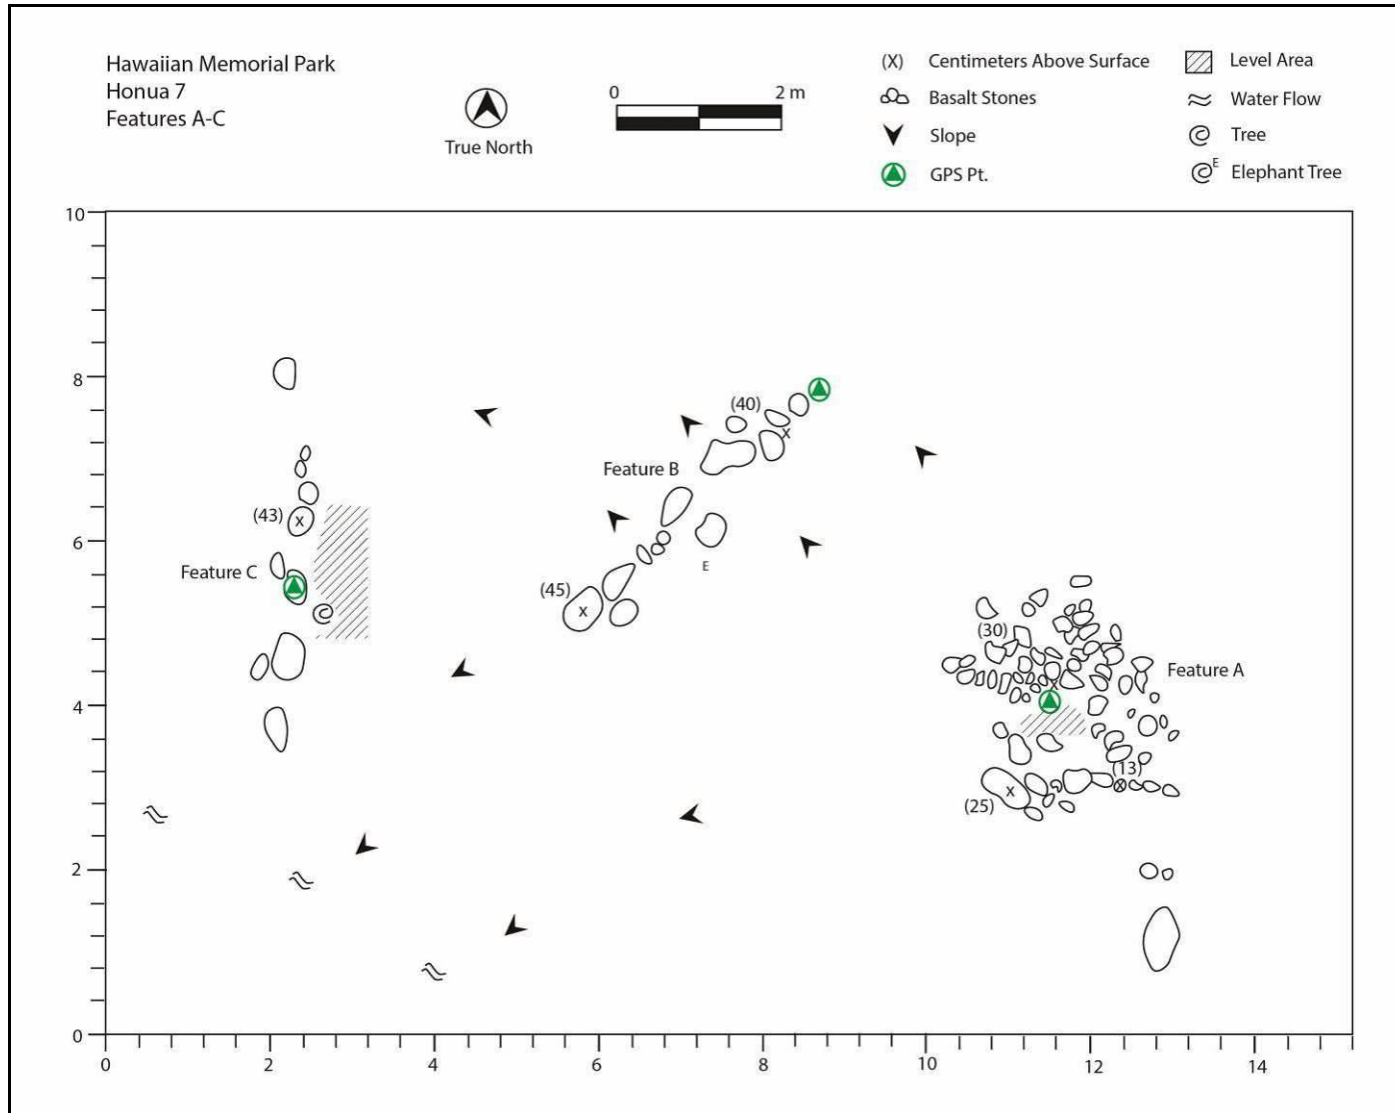 Hawaiian Memorial Park
Honua 7
Features A-C
True North
0 2 m
(X) Centimeters Above Surface
Basalt Stones
Slope
GPS Pt.
Level Area
Water Flow
Tree
E Elephant Tree
10
8
6
4
2
0
0 2 4 6 8 10 12 14
(40)
x
Feature B
(43)
x
Feature C
E
(45)
x
(30)
x
Feature A
(13)
x
(25)
x